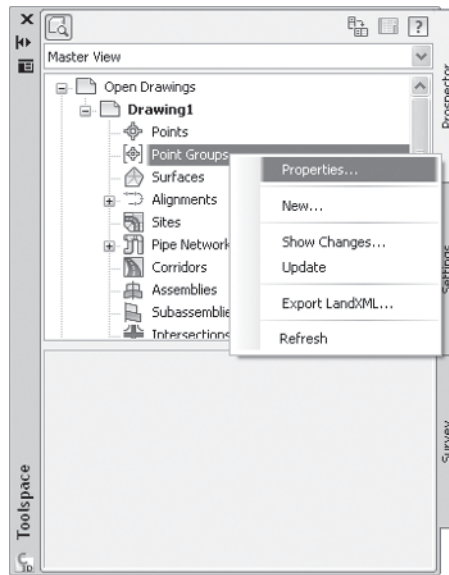 Master View
Open Drawings
Drawing1
Points
Point Groups
Surfaces
Alignments
Sites
Pipe Network
Corridors
Assemblies
Subassemblie
Intersections
Properties...
New...
Show Changes...
Update
Export LandXML...
Refresh
Prospector
Settings
Survey
Toolspace
3D